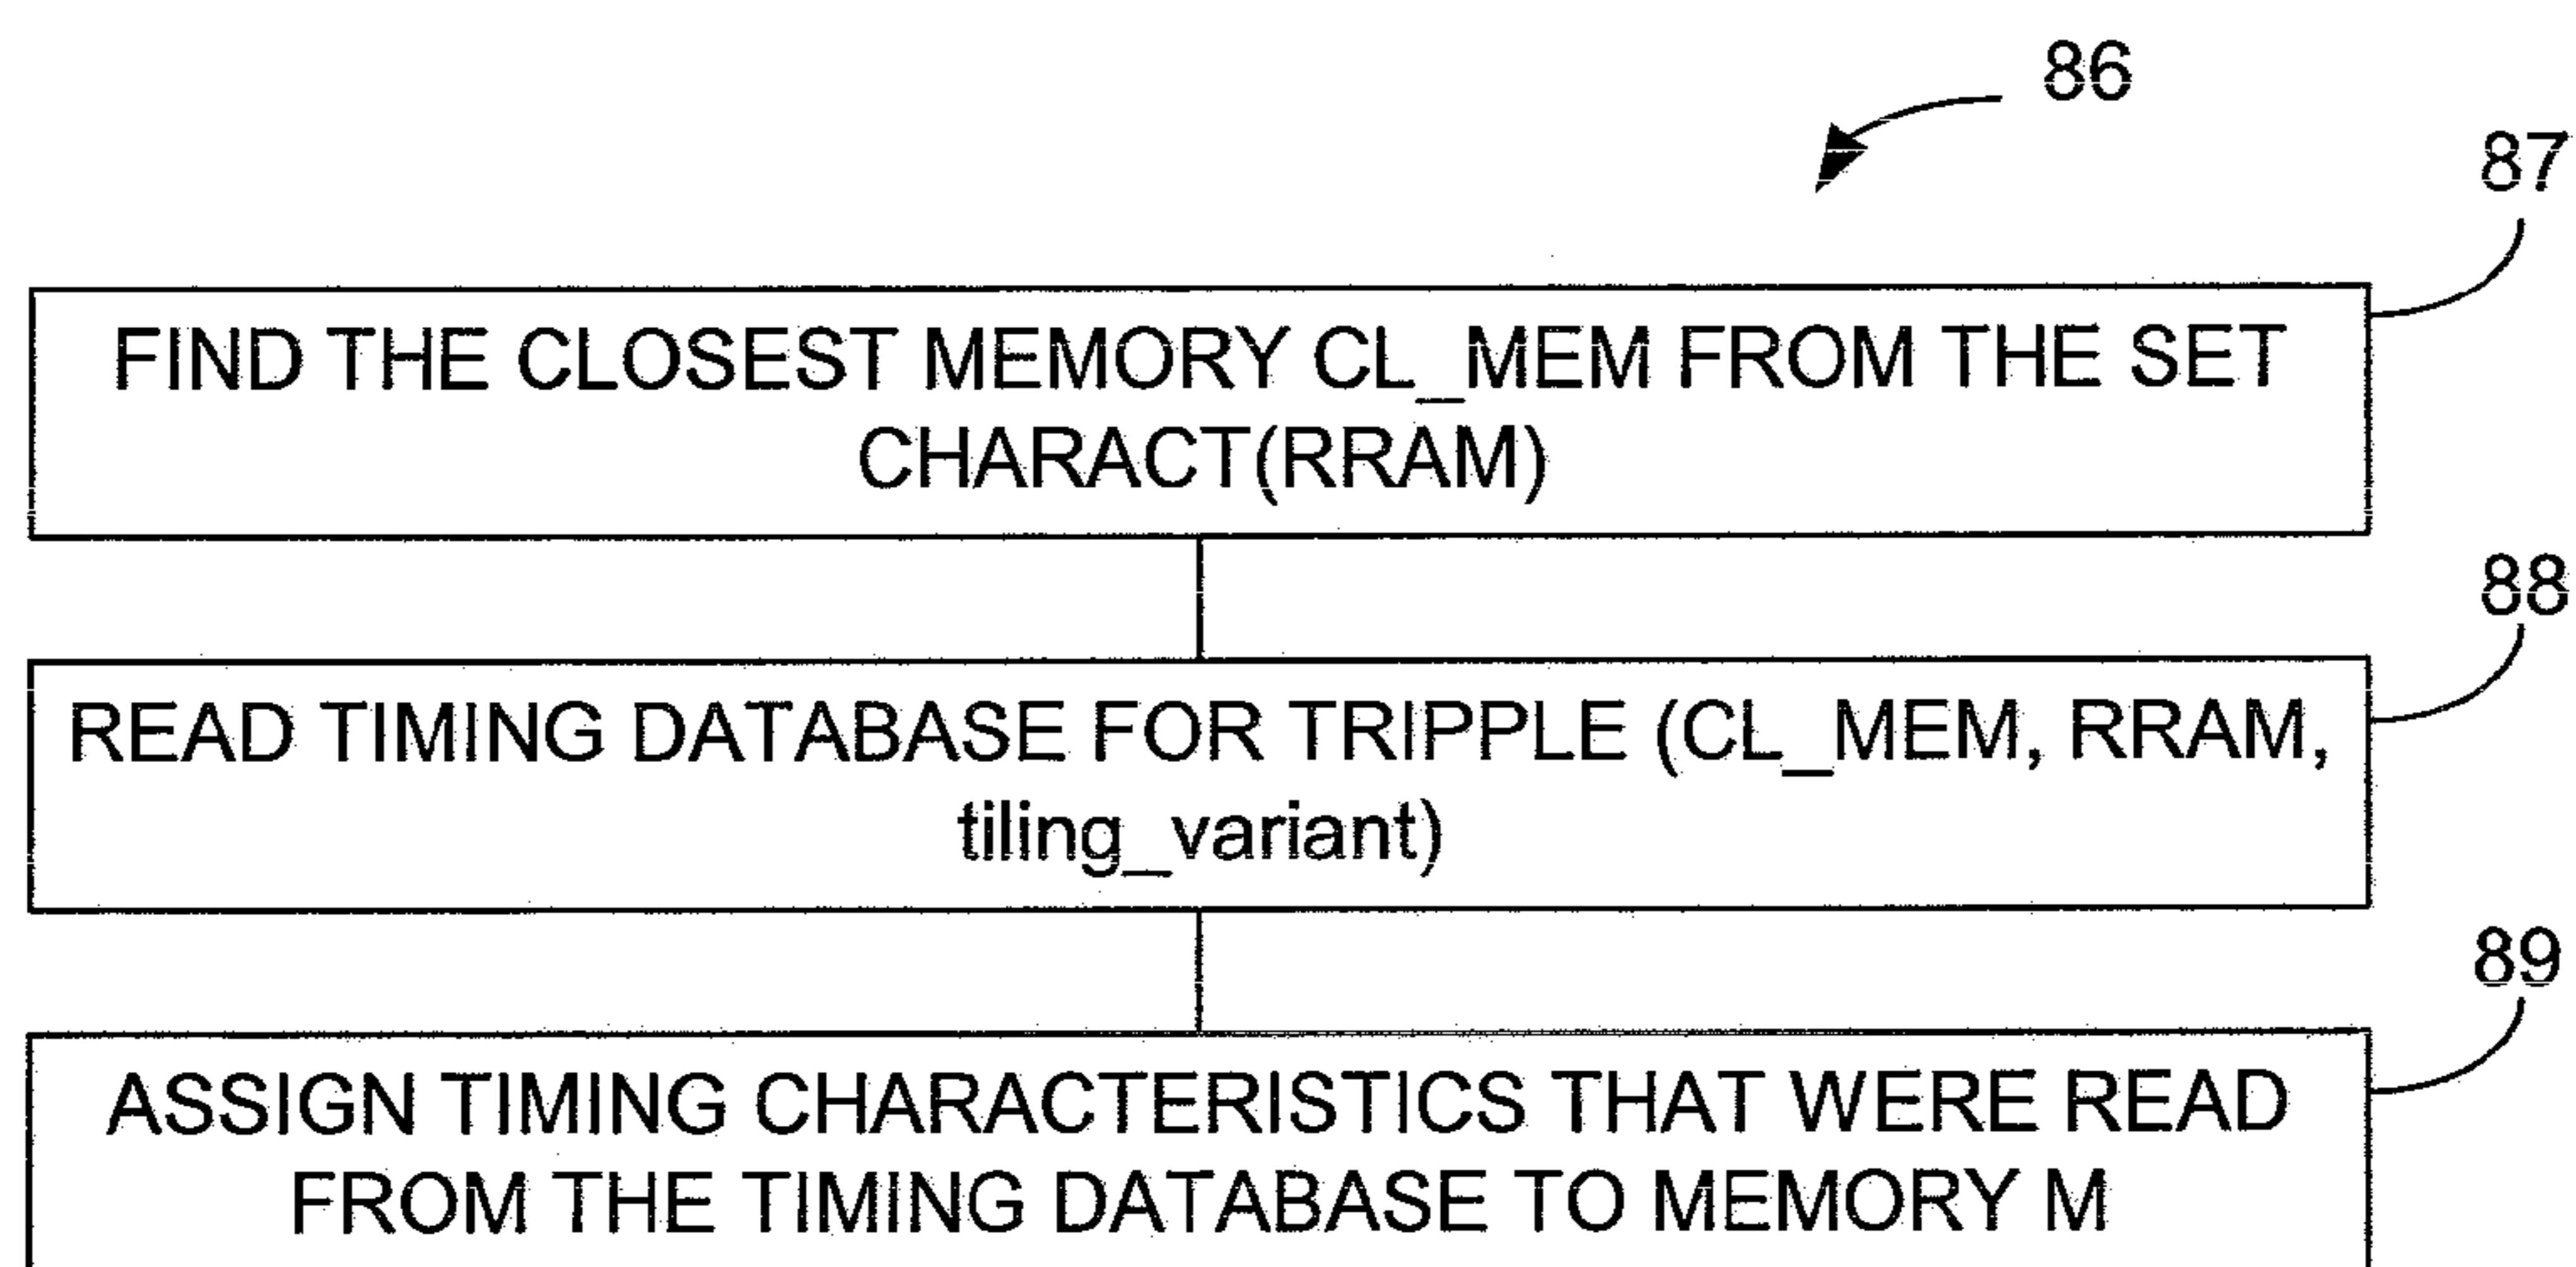 86
87
FIND THE CLOSEST MEMORY CL_MEM FROM THE SET
CHARACT(RRAM)
88
READ TIMING DATABASE FOR TRIPPLE (CL_MEM, RRAM,
tiling_variant)
89
ASSIGN TIMING CHARACTERISTICS THAT WERE READ
FROM THE TIMING DATABASE TO MEMORY M